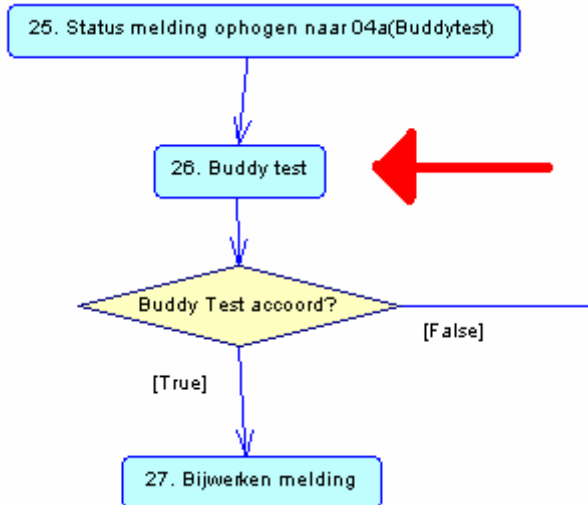 25. Status melding ophogen naar 04a(Buddytest)
26. Buddy test
Buddy Test accoord?
[False]
[True]
27. Bijwerken melding